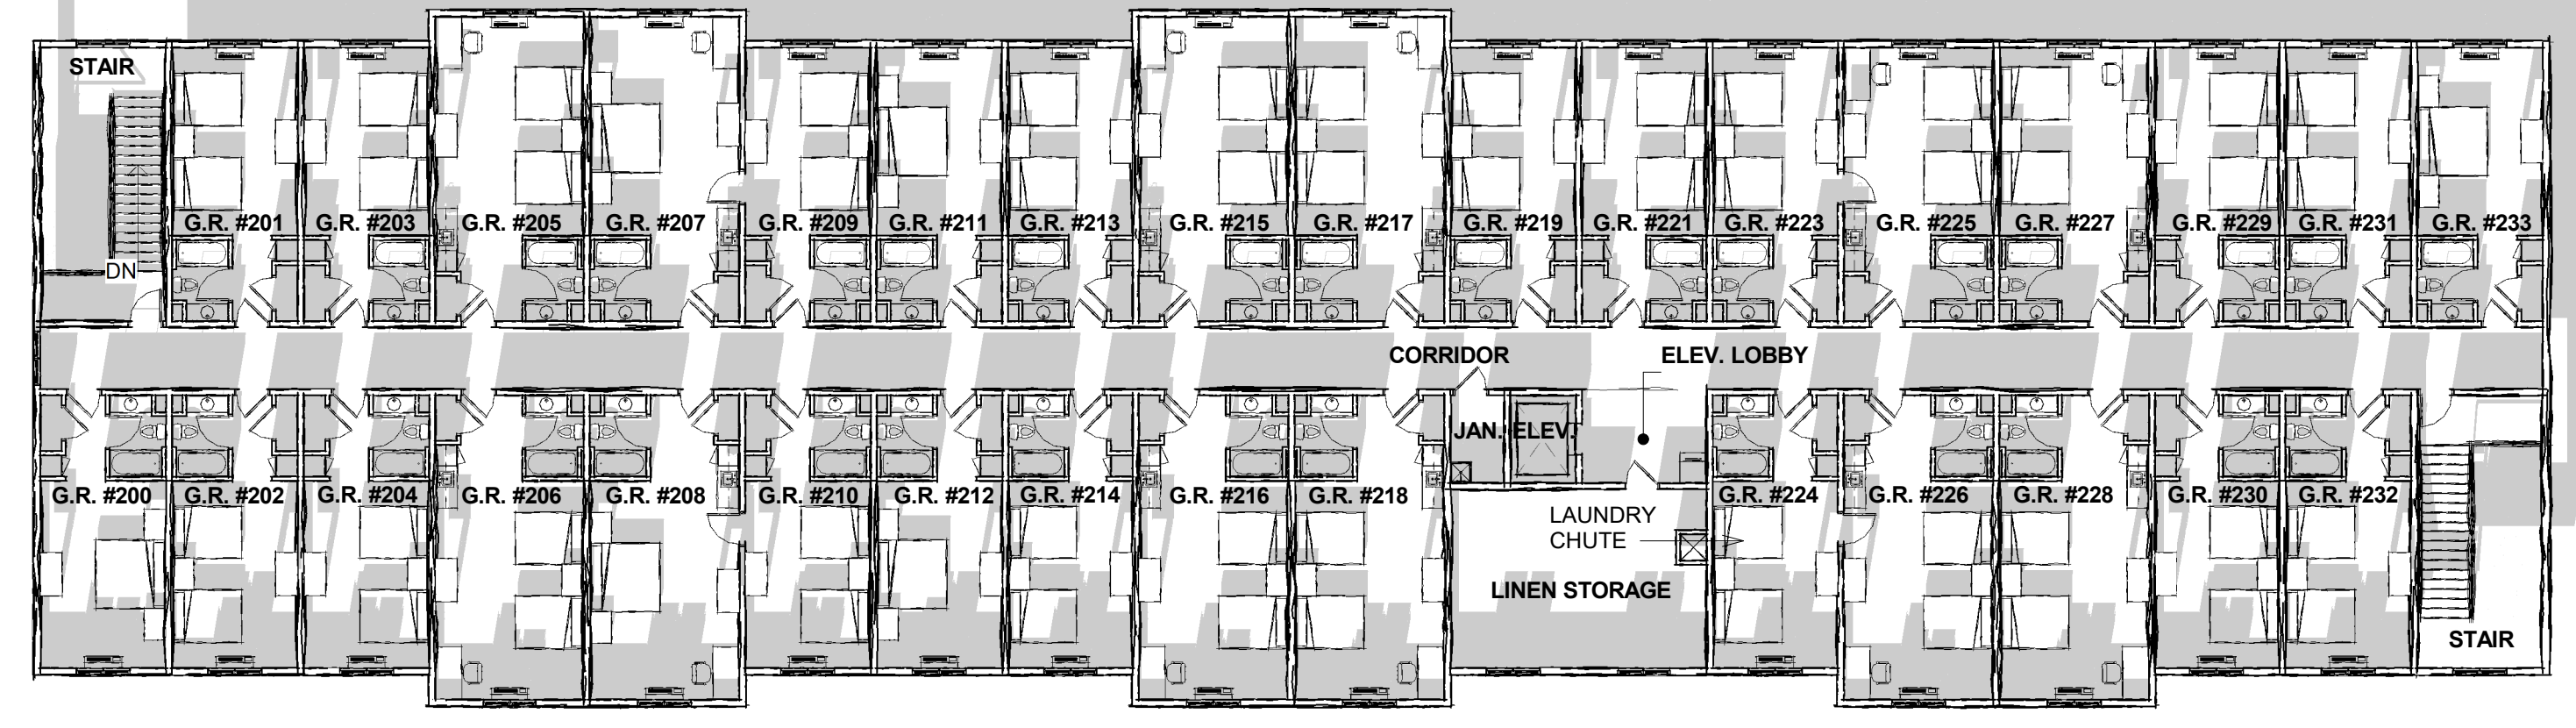 STAIR
DN
G.R. #201
G.R. #203
G.R. #205
G.R. #207
G.R. #209
G.R. #211
G.R. #213
G.R. #215
G.R. #217
G.R. #219
G.R. #221
G.R. #223
G.R. #225
G.R. #227
G.R. #229
G.R. #231
G.R. #233
CORRIDOR
ELEV. LOBBY
JAN.
ELEV.
G.R. #200
G.R. #202
G.R. #204
G.R. #206
G.R. #208
G.R. #210
G.R. #212
G.R. #214
G.R. #216
G.R. #218
G.R. #224
G.R. #226
G.R. #228
G.R. #230
G.R. #232
LAUNDRY
CHUTE
LINEN STORAGE
STAIR